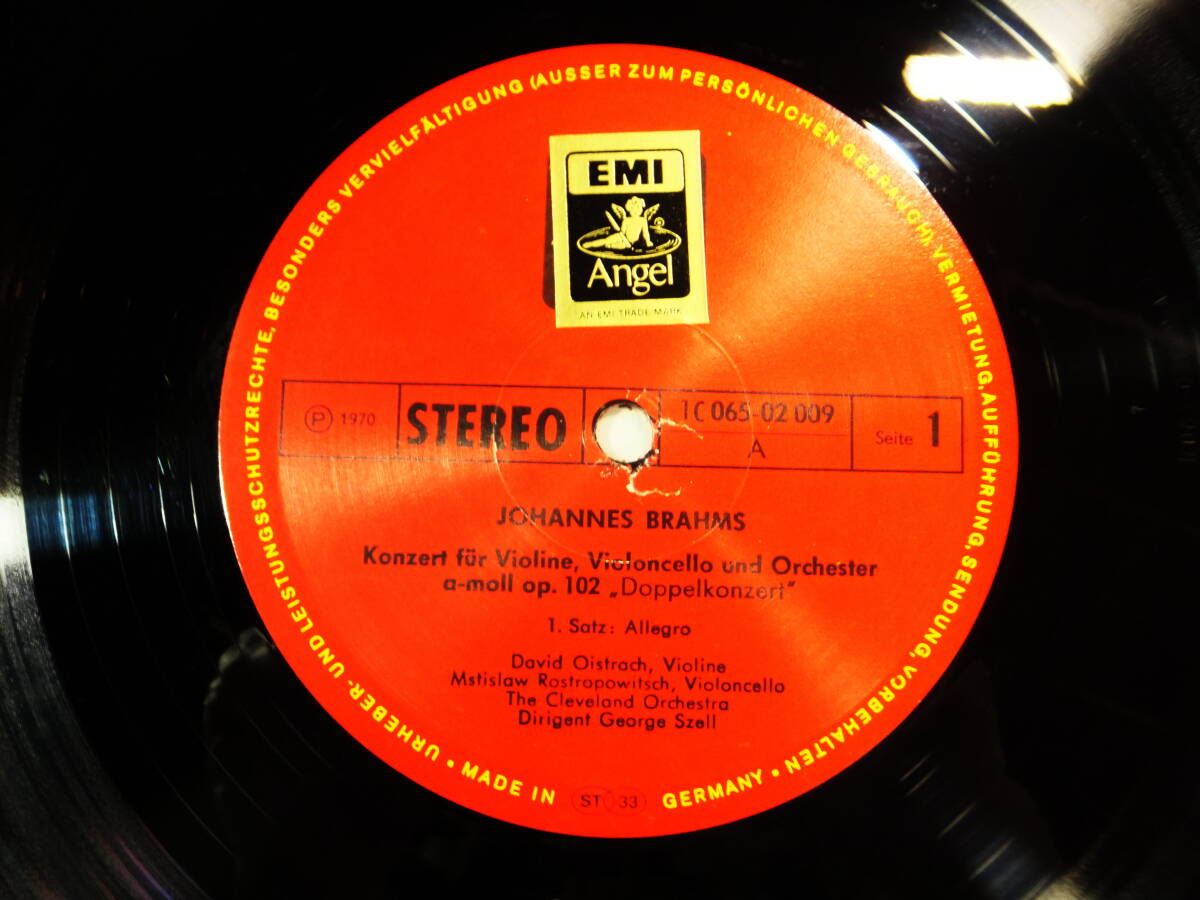 URHEBER- UND LEISTUNGSSCHUTZRECHTE, BESONDERS VERVIELFÄLTIGUNG (AUSSER ZUM PERSÖNLICHEN GEBRAUCH), VERMIETUNG, AUFFÜHRUNG, SENDUNG, VORBEHALTEN •
EMI
Angel
AN EMI TRADE MARK
Ⓟ 1970 STEREO 1C 065-02 009 Seite 1
A
JOHANNES BRAHMS
Konzert für Violine, Violoncello und Orchester
a-moll op. 102 „Doppelkonzert"
1. Satz: Allegro
David Oistrach, Violine
Mstislaw Rostropowitsch, Violoncello
The Cleveland Orchestra
Dirigent George Szell
• MADE IN GERMANY
ST 33